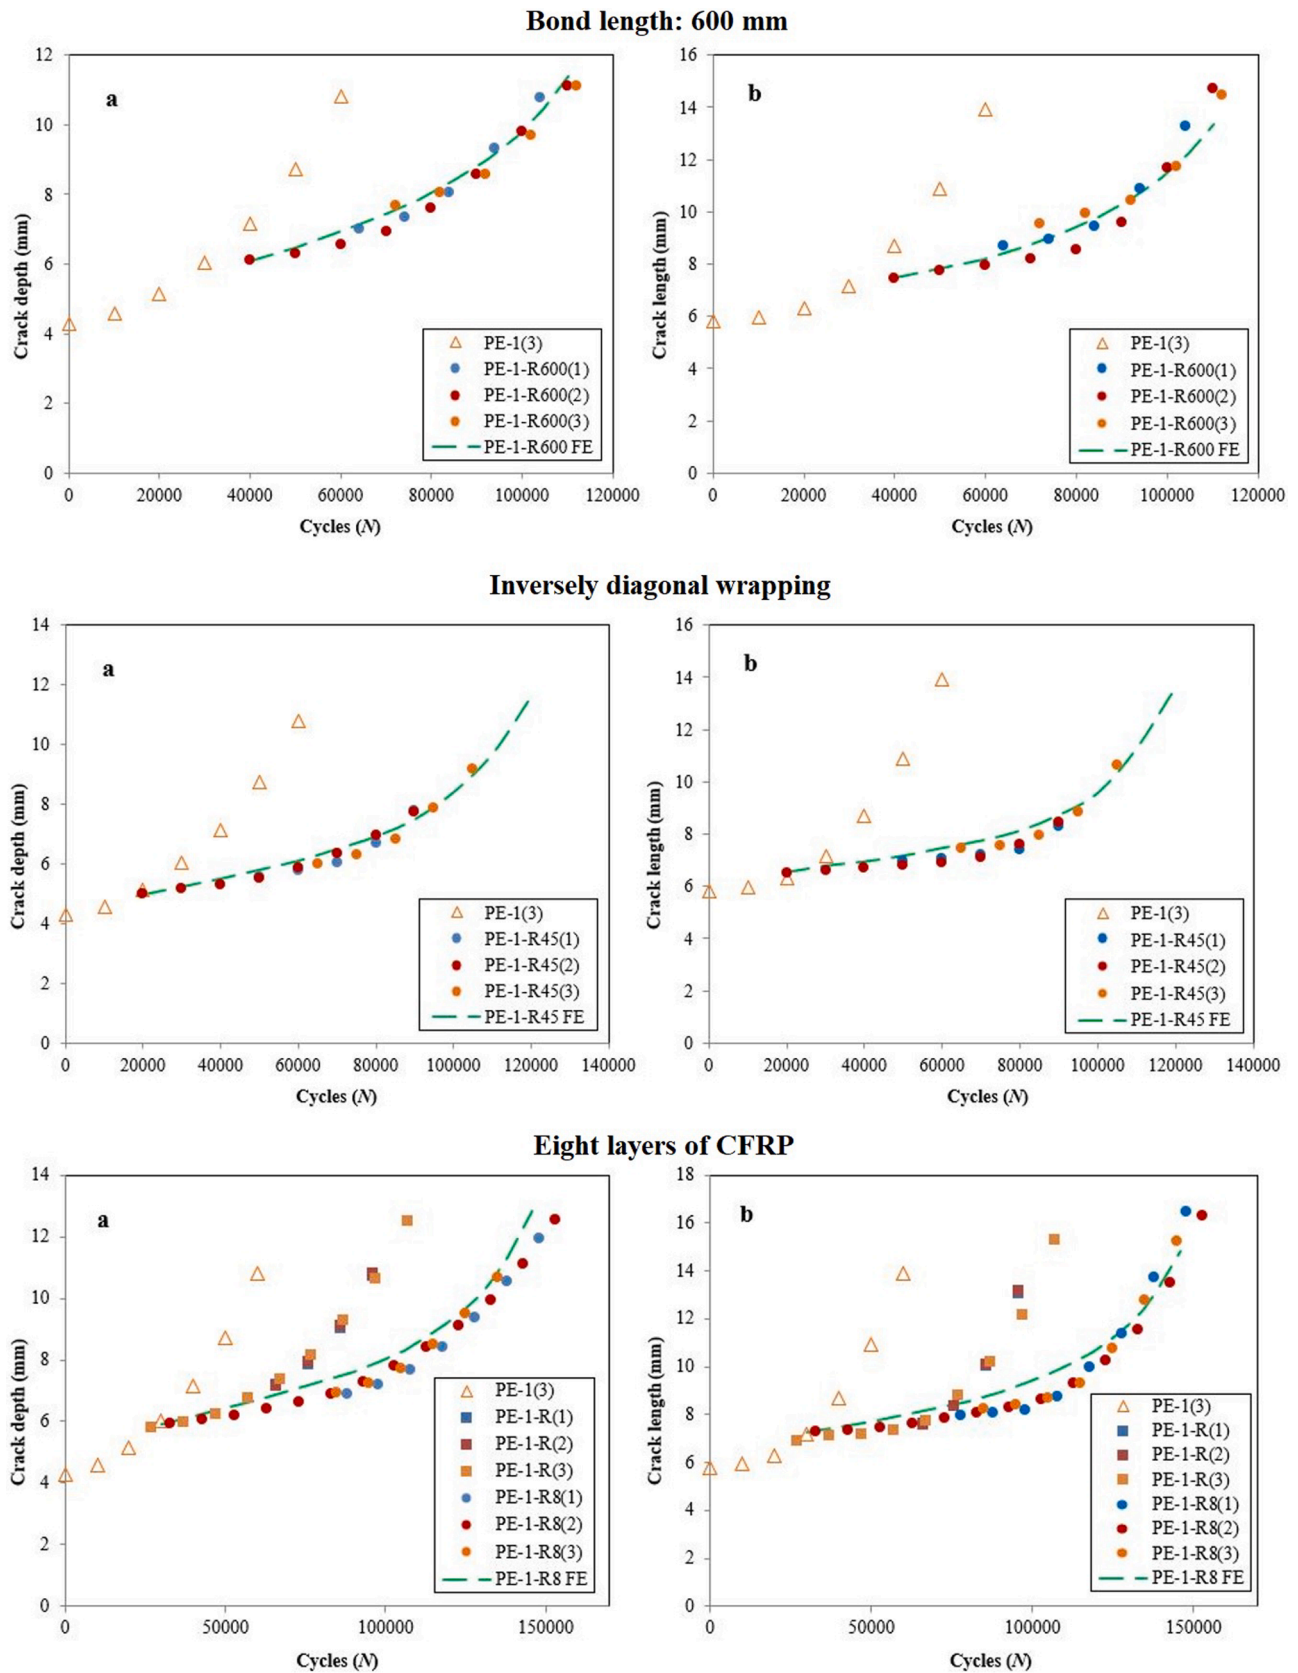 Bond length: 600 mm
a
Crack depth (mm)
12
10
8
6
4
2
0
0 20000 40000 60000 80000 100000 120000
Cycles (N)
PE-1(3)
PE-1-R600(1)
PE-1-R600(2)
PE-1-R600(3)
PE-1-R600 FE
b
Crack length (mm)
16
14
12
10
8
6
4
2
0
0 20000 40000 60000 80000 100000 120000
Cycles (N)
PE-1(3)
PE-1-R600(1)
PE-1-R600(2)
PE-1-R600(3)
PE-1-R600 FE
Inversely diagonal wrapping
a
Crack depth (mm)
14
12
10
8
6
4
2
0
0 20000 40000 60000 80000 100000 120000 140000
Cycles (N)
PE-1(3)
PE-1-R45(1)
PE-1-R45(2)
PE-1-R45(3)
PE-1-R45 FE
b
Crack length (mm)
16
14
12
10
8
6
4
2
0
0 20000 40000 60000 80000 100000 120000 140000
Cycles (N)
PE-1(3)
PE-1-R45(1)
PE-1-R45(2)
PE-1-R45(3)
PE-1-R45 FE
Eight layers of CFRP
a
Crack depth (mm)
14
12
10
8
6
4
2
0
0 50000 100000 150000
Cycles (N)
PE-1(3)
PE-1-R(1)
PE-1-R(2)
PE-1-R(3)
PE-1-R8(1)
PE-1-R8(2)
PE-1-R8(3)
PE-1-R8 FE
b
Crack length (mm)
18
16
14
12
10
8
6
4
2
0
0 50000 100000 150000
Cycles (N)
PE-1(3)
PE-1-R(1)
PE-1-R(2)
PE-1-R(3)
PE-1-R8(1)
PE-1-R8(2)
PE-1-R8(3)
PE-1-R8 FE